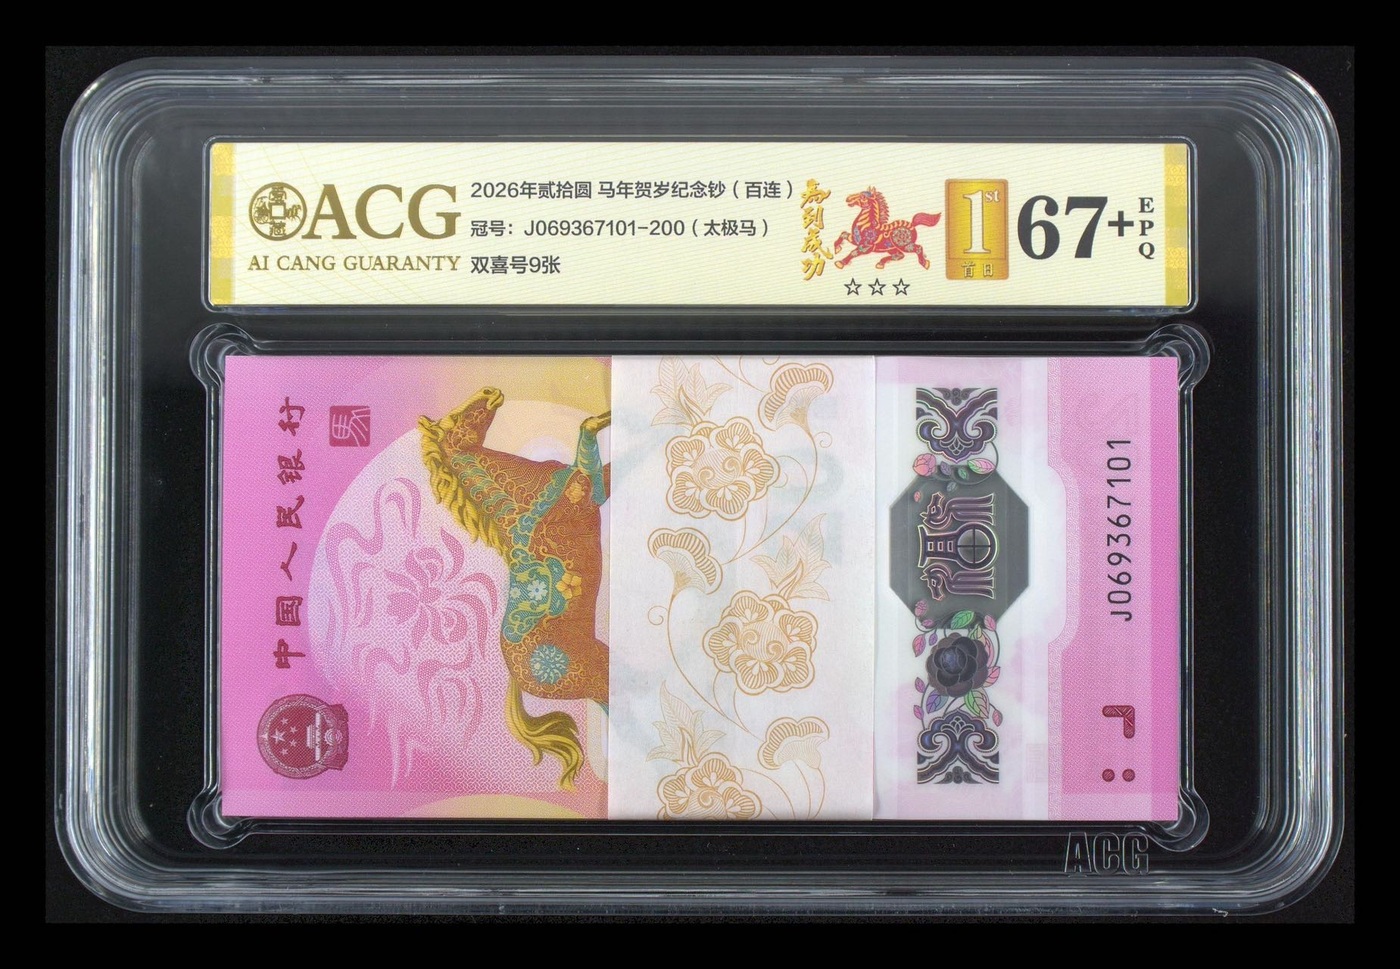 ACG
AI CANG GUARANTY
2026年贰拾圆 马年贺岁纪念钞（百连）
冠号：J069367101-200（太极马）
双喜号9张
马到成功
☆☆☆
1st
首日
67+
EPQ
中国人民银行
J069367101
ACG